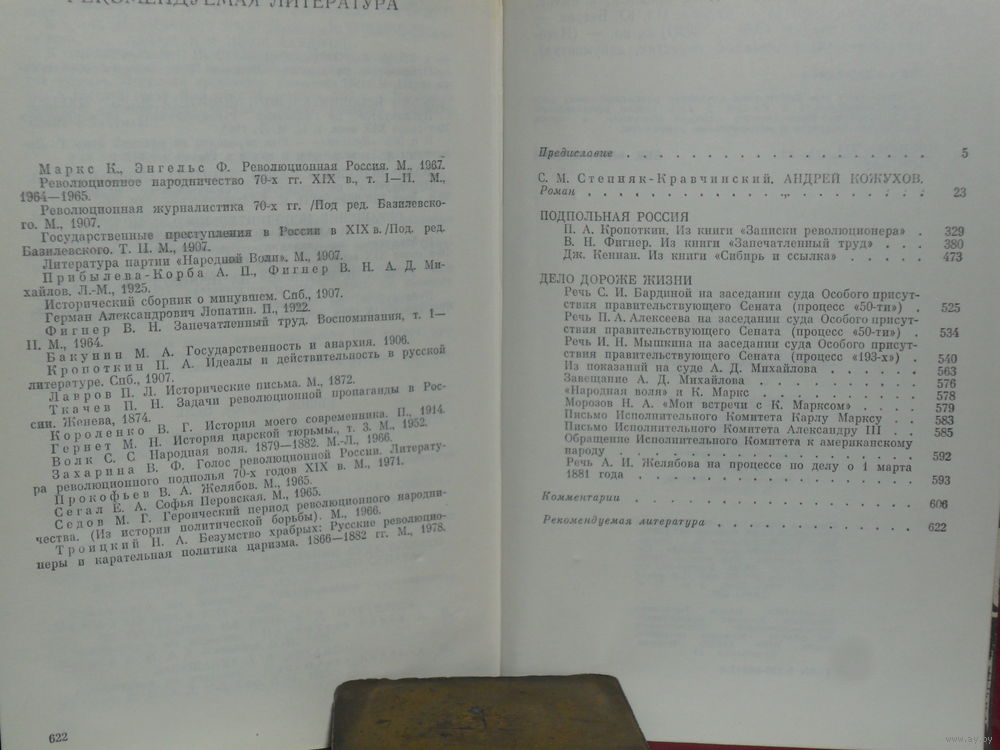 РЕКОМЕНДУЕМАЯ ЛИТЕРАТУРА
Маркс К., Энгельс Ф. Революционная Россия. М., 1967.
Революционное народничество 70-х гг. XIX в., т. I—II. М.,
1964—1965.
Революционная журналистика 70-х гг. /Под ред. Базилевско-
го. М., 1907.
Государственные преступления в России в XIX в./Под. ред.
Базилевского. Т. II. М., 1907.
Литература партии «Народной Воли». М., 1907.
Прибылева-Корба А. П., Фигнер В. Н. А. Д. Ми-
хайлов. Л.-М., 1925.
Исторический сборник о минувшем. Спб., 1907.
Герман Александрович Лопатин. П., 1922.
Фигнер В. Н. Запечатленный труд. Воспоминания, т. I—
II. М., 1964.
Бакунин М. А. Государственность и анархия. 1906.
Кропоткин П. А. Идеалы и действительность в русской
литературе. Спб., 1907.
Лавров П. Л. Исторические письма. М., 1872.
Ткачев П. Н. Задачи революционной пропаганды в Рос-
сии. Женева, 1874.
Короленко В. Г. История моего современника. П., 1914.
Гернет М. Н. История царской тюрьмы., т. 3. М., 1952.
Волк С. С Народная воля. 1879—1882. М.-Л., 1966.
Захарина В. Ф. Голос революционной России. Литерату-
ра революционного подполья 70-х годов XIX в. М., 1971.
Прокофьев В. А. Желябов. М., 1965.
Сегал Е. А. Софья Перовская. М., 1965.
Седов М. Г. Героический период революционного народни-
чества. (Из истории политической борьбы). М., 1966.
Троицкий Н. А. Безумство храбрых: Русские революцио-
неры и карательная политика царизма. 1866—1882 гг. М., 1978.
622
Предисловие . . . . . . . . . . . . . . . . . . 5
С. М. Степняк-Кравчинский. АНДРЕЙ КОЖУХОВ.
Роман . . . . . . . . . . . . . . . . . . . . 23
ПОДПОЛЬНАЯ РОССИЯ
П. А. Кропоткин. Из книги «Записки революционера» . 329
В. Н. Фигнер. Из книги «Запечатленный труд» . . . 380
Дж. Кеннан. Из книги «Сибирь и ссылка» . . . . . 473
ДЕЛО ДОРОЖЕ ЖИЗНИ
Речь С. И. Бардиной на заседании суда Особого присут-
ствия правительствующего Сената (процесс «50-ти») . 525
Речь П. А. Алексеева на заседании суда Особого присут-
ствия правительствующего Сената (процесс «50-ти») . 534
Речь И. Н. Мышкина на заседании суда Особого присут-
ствия правительствующего Сената (процесс «193-х») . 540
Из показаний на суде А. Д. Михайлова . . . . . . . 563
Завещание А. Д. Михайлова . . . . . . . . . . . 576
«Народная воля» и К. Маркс . . . . . . . . . . . 578
Морозов Н. А. «Мои встречи с К. Марксом» . . . . 579
Письмо Исполнительного Комитета Карлу Марксу . . 583
Письмо Исполнительного Комитета Александру III . . 585
Обращение Исполнительного Комитета к американскому
народу . . . . . . . . . . . . . . . . . . . 592
Речь А. И. Желябова на процессе по делу о 1 марта
1881 года . . . . . . . . . . . . . . . . . . 593
Комментарии . . . . . . . . . . . . . . . . . 606
Рекомендуемая литература . . . . . . . . . . . . 622
www.ay.by